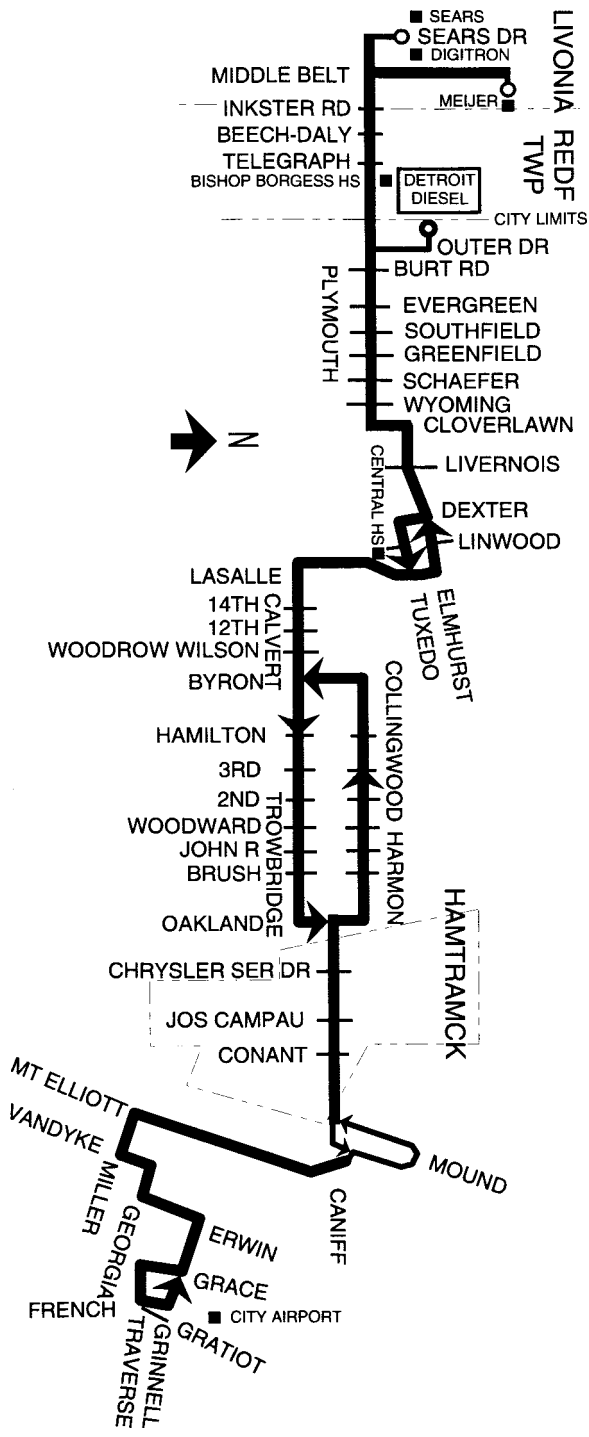 SEARS
SEARS DR
DIGITRON
LIVONIA
MIDDLE BELT
MEIJER
INKSTER RD
BEECH-DALY
REDF
TWP
TELEGRAPH
BISHOP BORGESS HS
DETROIT
DIESEL
CITY LIMITS
OUTER DR
BURT RD
PLYMOUTH
EVERGREEN
SOUTHFIELD
GREENFIELD
SCHAEFER
WYOMING
CLOVERLAWN
N
CENTRAL HS
LIVERNOIS
DEXTER
LINWOOD
LASALLE
ELMHURST
TUXEDO
14TH
CALVERT
12TH
WOODROW WILSON
BYRON
COLLINGWOOD
HAMILTON
3RD
2ND
TROWBRIDGE
WOODWARD
HARMON
JOHN R
BRUSH
OAKLAND
HAMTRAMCK
CHRYSLER SER DR
JOS CAMPAU
CONANT
MT ELLIOTT
VANDYKE
MOUND
MILLER
CANIFF
GEORGIA
ERWIN
GRACE
FRENCH
CITY AIRPORT
GRATIOT
GRINNELL
TRAVERSE